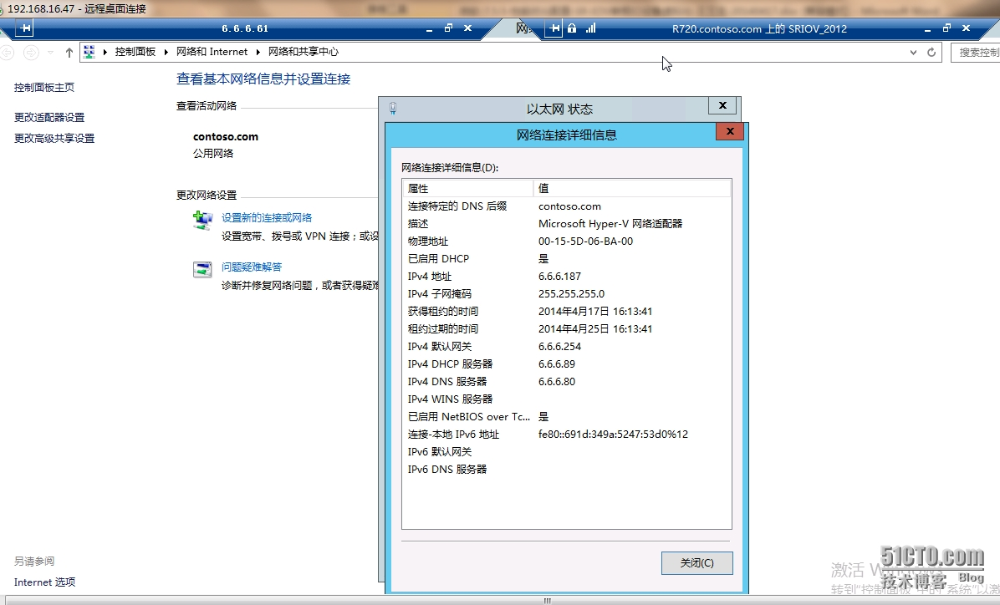 192.168.16.47 - 远程桌面连接
6.6.6.61
网
R720.contoso.com 上的 SRIOV_2012
控制面板 网络和 Internet 网络和共享中心
搜索控制
控制面板主页
更改适配器设置
更改高级共享设置
查看基本网络信息并设置连接
查看活动网络
contoso.com
公用网络
更改网络设置
设置新的连接或网络
设置宽带、拨号或 VPN 连接；或设
问题疑难解答
诊断并修复网络问题，或者获得疑难
以太网 状态
网络连接详细信息
网络连接详细信息(D):
属性 值
连接特定的 DNS 后缀 contoso.com
描述 Microsoft Hyper-V 网络适配器
物理地址 00-15-5D-06-BA-00
已启用 DHCP 是
IPv4 地址 6.6.6.187
IPv4 子网掩码 255.255.255.0
获得租约的时间 2014年4月17日 16:13:41
租约过期的时间 2014年4月25日 16:13:41
IPv4 默认网关 6.6.6.254
IPv4 DHCP 服务器 6.6.6.89
IPv4 DNS 服务器 6.6.6.80
IPv4 WINS 服务器
已启用 NetBIOS over Tc... 是
连接-本地 IPv6 地址 fe80::691d:349a:5247:53d0%12
IPv6 默认网关
IPv6 DNS 服务器
关闭(C)
另请参阅
Internet 选项
激活 Windows
转到"控制面板"中的"系统"以激
51CTO.com
技术博客 Blog